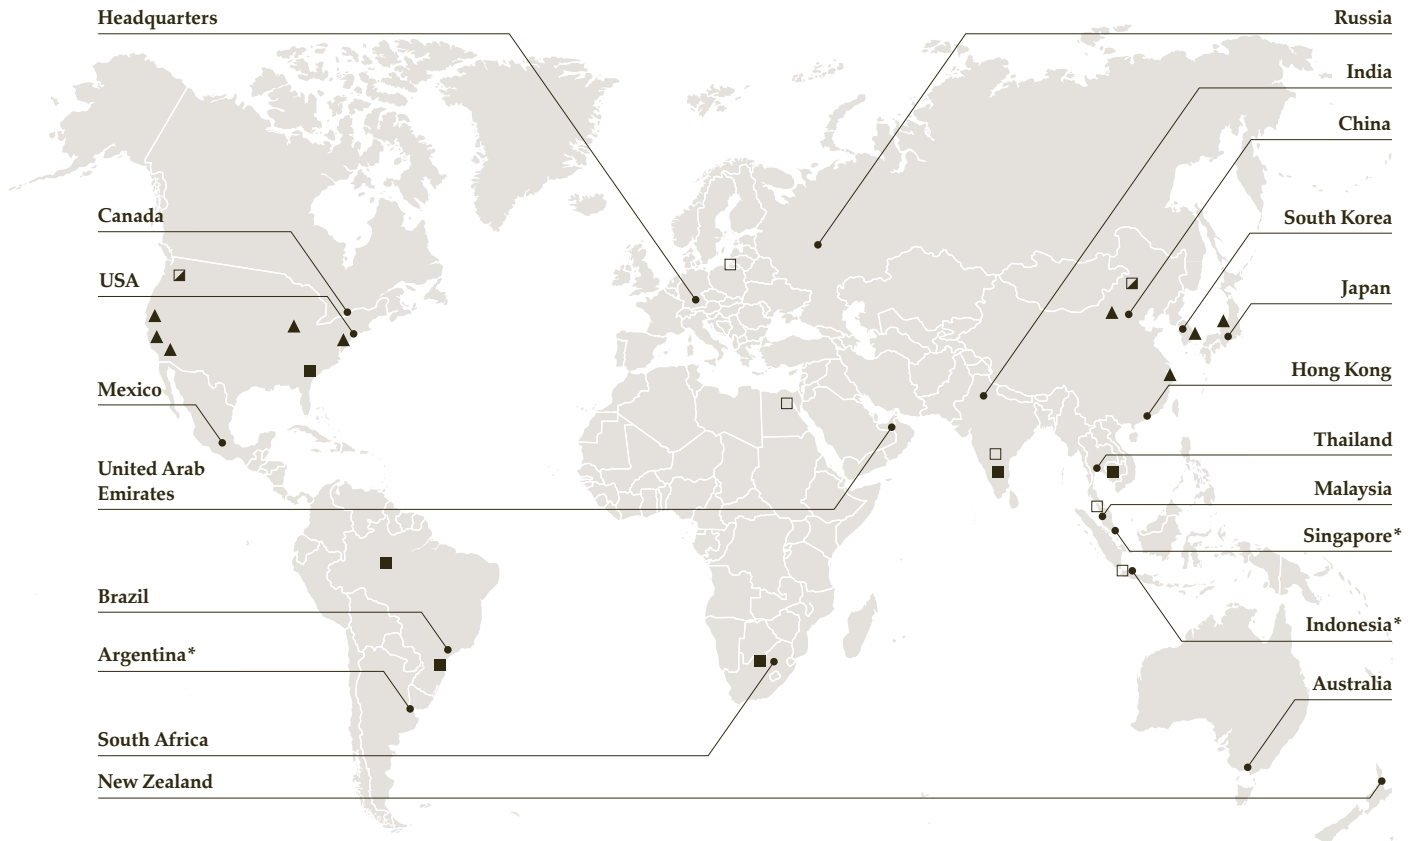 Headquarters
Canada
USA
Mexico
United Arab
Emirates
Brazil
Argentina*
South Africa
New Zealand
Russia
India
China
South Korea
Japan
Hong Kong
Thailand
Malaysia
Singapore*
Indonesia*
Australia